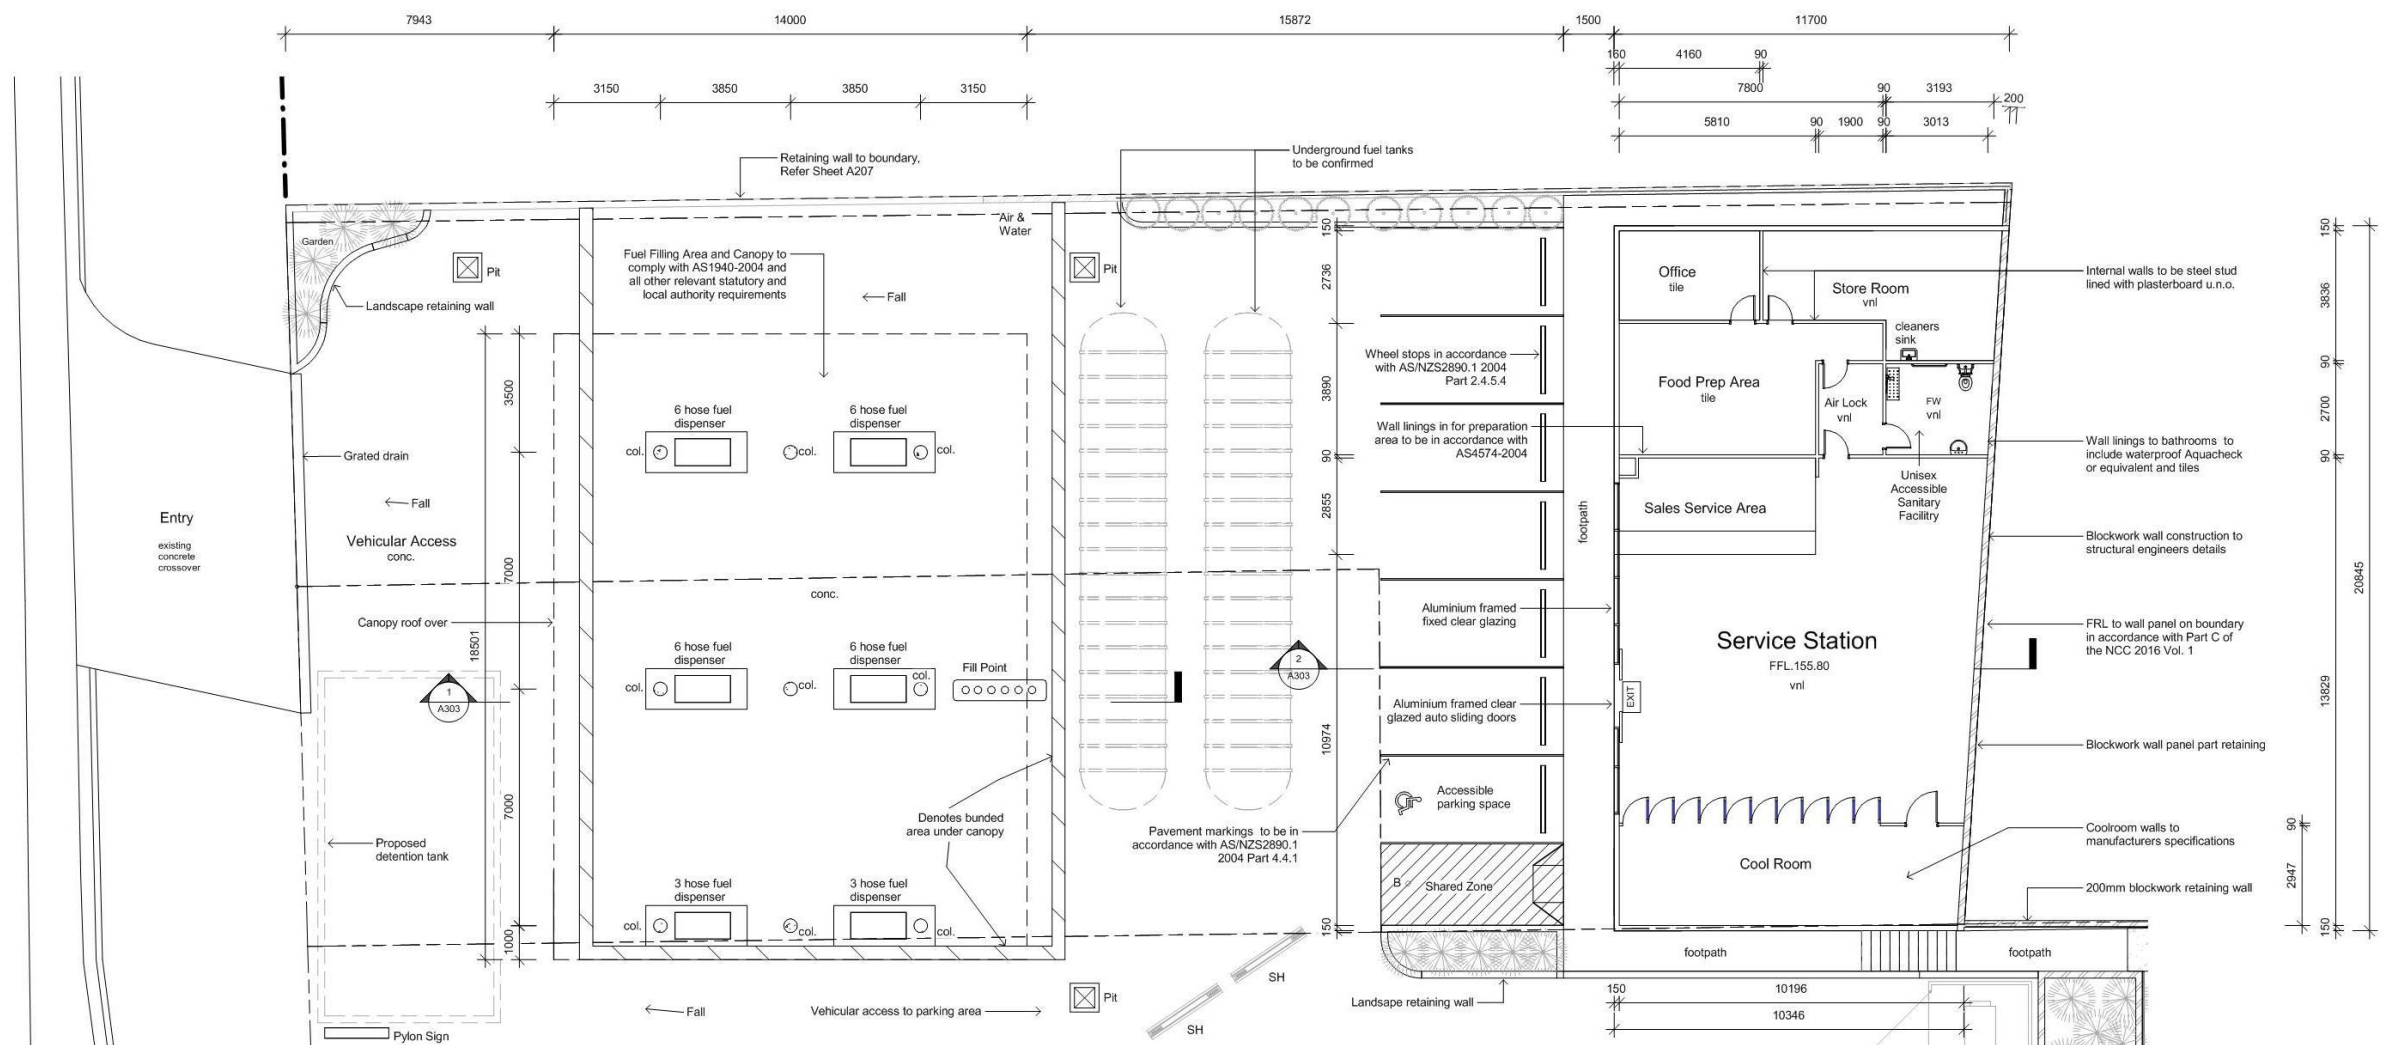 7943
14000
15872
1500
11700
160
4160
90
7800
90
3193
200
3150
3850
3850
3150
5810
90
1900
90
3013
Retaining wall to boundary,
Refer Sheet A207
Underground fuel tanks
to be confirmed
Garden
Pit
Landscape retaining wall
Fuel Filling Area and Canopy to
comply with AS1940-2004 and
all other relevant statutory and
local authority requirements
Air &
Water
Fall
Pit
150
2736
Office
tile
Store Room
vnl
cleaners
sink
Internal walls to be steel stud
lined with plasterboard u.n.o.
150
3836
3500
Wheel stops in accordance
with AS/NZS2890.1 2004
Part 2.4.5.4
3890
Food Prep Area
tile
Air Lock
vnl
FW
vnl
90
2700
6 hose fuel
dispenser
6 hose fuel
dispenser
col.
col.
col.
Wall linings in for preparation
area to be in accordance with
AS4574-2004
90
Wall linings to bathrooms to
include waterproof Aquacheck
or equivalent and tiles
90
Grated drain
Fall
Entry
existing
concrete
crossover
Vehicular Access
conc.
7000
2855
footpath
Sales Service Area
Unisex
Accessible
Sanitary
Facilitry
Blockwork wall construction to
structural engineers details
20845
conc.
Canopy roof over
18501
Aluminium framed
fixed clear glazing
Service Station
FFL.155.80
vnl
FRL to wall panel on boundary
in accordance with Part C of
the NCC 2016 Vol. 1
6 hose fuel
dispenser
6 hose fuel
dispenser
col.
col.
col.
Fill Point
1
A303
2
A303
Aluminium framed clear
glazed auto sliding doors
EXIT
13829
10974
Blockwork wall panel part retaining
7000
Accessible
parking space
Denotes bunded
area under canopy
Pavement markings to be in
accordance with AS/NZS2890.1
2004 Part 4.4.1
Proposed
detention tank
Cool Room
Coolroom walls to
manufacturers specifications
90
2947
3 hose fuel
dispenser
3 hose fuel
dispenser
col.
col.
col.
B
Shared Zone
200mm blockwork retaining wall
1000
150
150
footpath
footpath
SH
SH
Pit
Fall
Vehicular access to parking area
Landsape retaining wall
150
10196
10346
Pylon Sign